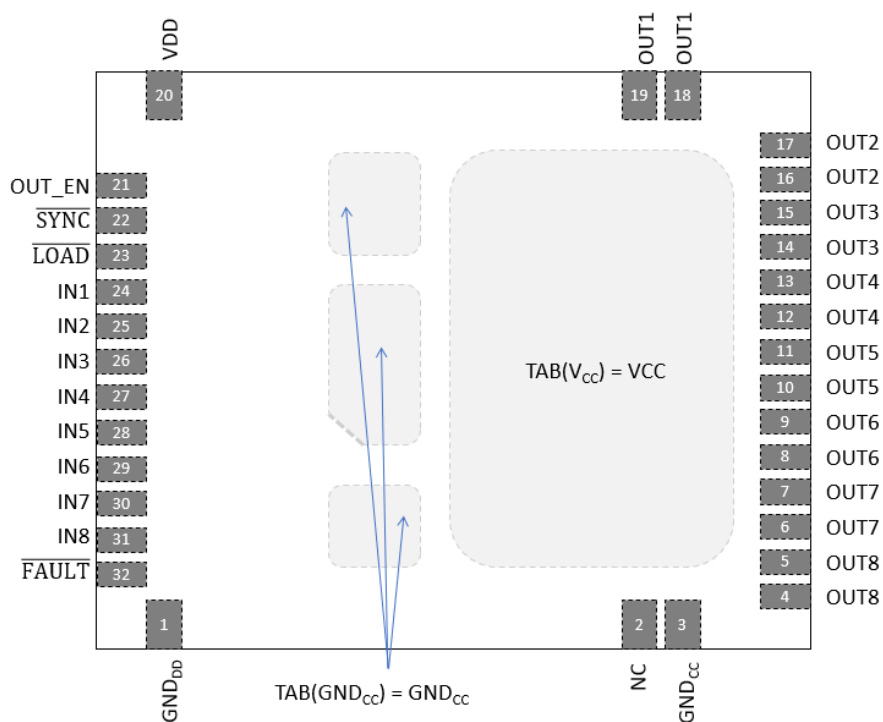 VDD
OUT1
OUT1
20
19
18
17 OUT2
OUT_EN 21
16 OUT2
SYNC 22
15 OUT3
LOAD 23
14 OUT3
IN1 24
13 OUT4
IN2 25
12 OUT4
IN3 26
11 OUT5
TAB(VCC) = VCC
IN4 27
10 OUT5
IN5 28
9 OUT6
IN6 29
8 OUT6
IN7 30
7 OUT7
IN8 31
6 OUT7
FAULT 32
5 OUT8
4 OUT8
1
2
3
GNDDD
NC
GNDCC
TAB(GNDCC) = GNDCC